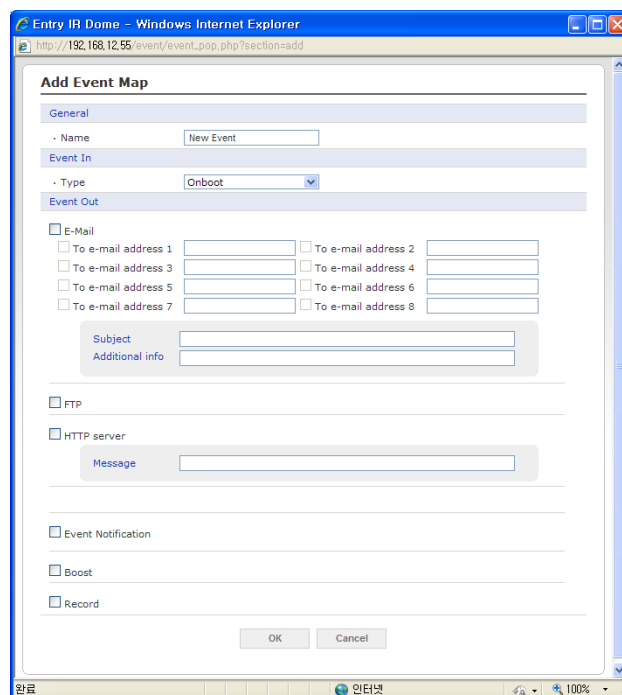 Entry IR Dome - Windows Internet Explorer
http://192,168,12,55/event/event_pop,php?section=add
Add Event Map
General
· Name New Event
Event In
· Type Onboot
Event Out
E-Mail
To e-mail address 1 To e-mail address 2
To e-mail address 3 To e-mail address 4
To e-mail address 5 To e-mail address 6
To e-mail address 7 To e-mail address 8
Subject
Additional info
FTP
HTTP server
Message
Event Notification
Boost
Record
OK Cancel
완료 인터넷 100%